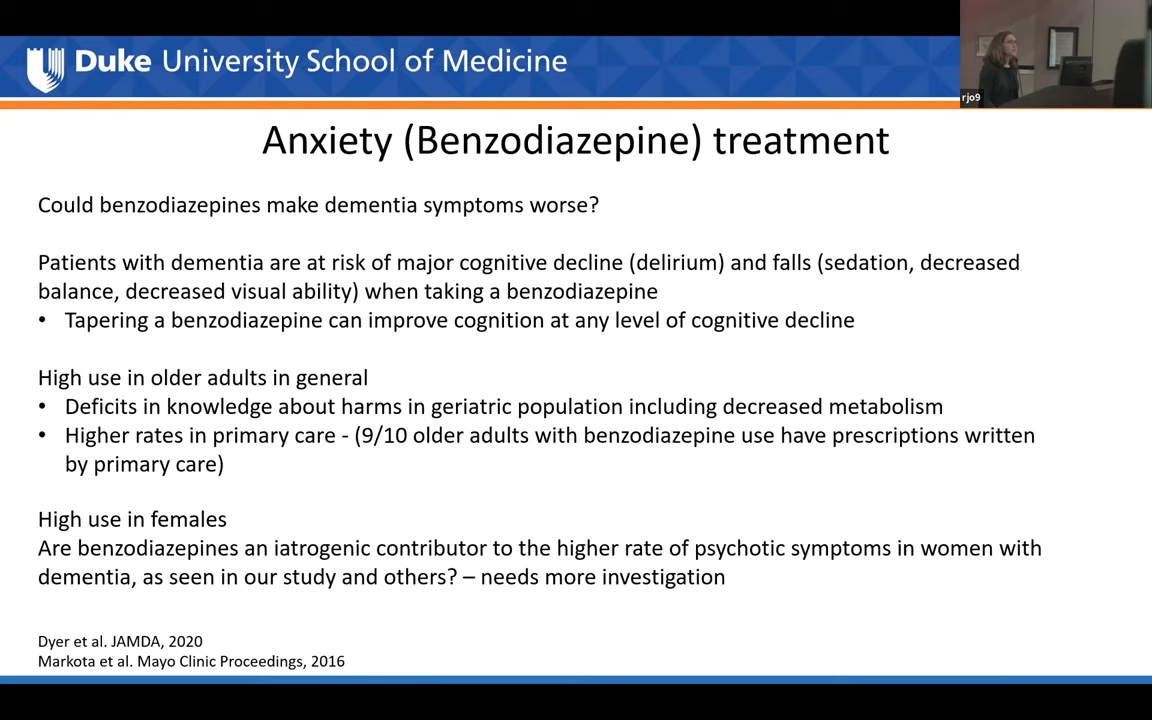 Duke University School of Medicine
rjo9
Anxiety (Benzodiazepine) treatment
Could benzodiazepines make dementia symptoms worse?
Patients with dementia are at risk of major cognitive decline (delirium) and falls (sedation, decreased
balance, decreased visual ability) when taking a benzodiazepine
• Tapering a benzodiazepine can improve cognition at any level of cognitive decline
High use in older adults in general
• Deficits in knowledge about harms in geriatric population including decreased metabolism
• Higher rates in primary care - (9/10 older adults with benzodiazepine use have prescriptions written
by primary care)
High use in females
Are benzodiazepines an iatrogenic contributor to the higher rate of psychotic symptoms in women with
dementia, as seen in our study and others? – needs more investigation
Dyer et al. JAMDA, 2020
Markota et al. Mayo Clinic Proceedings, 2016